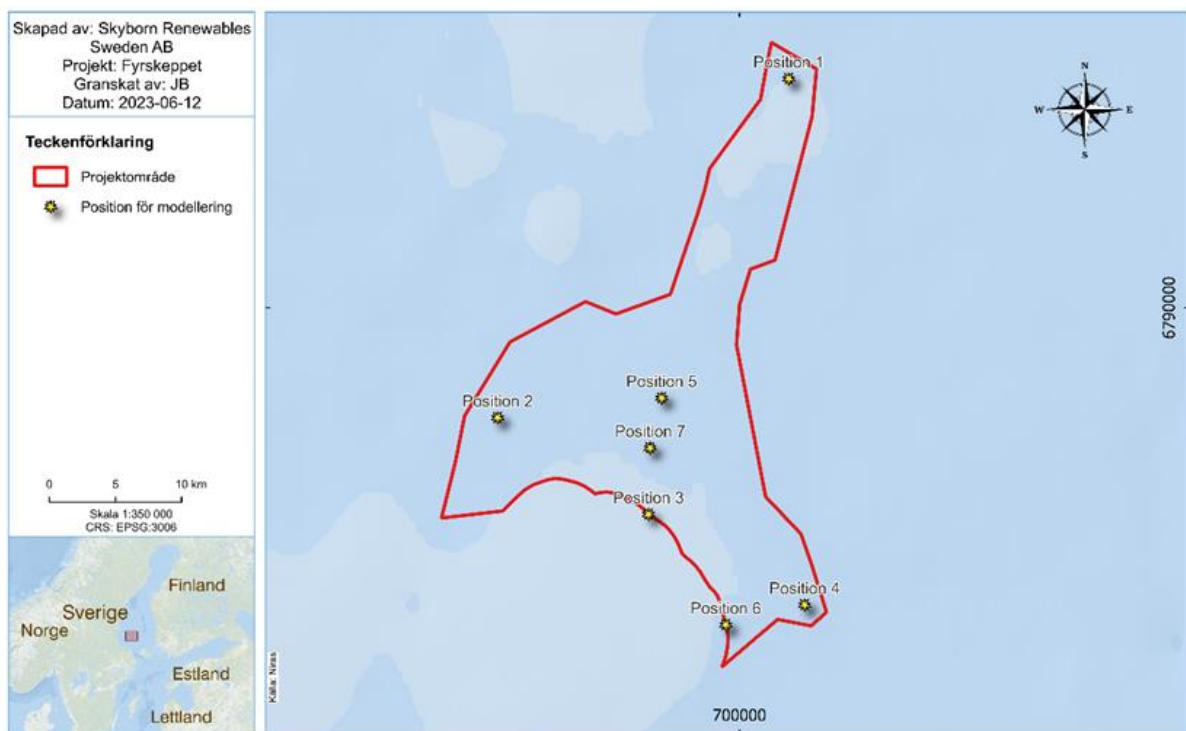 Skapad av: Skyborn Renewables
Sweden AB
Projekt: Fyrskeppet
Granskat av: JB
Datum: 2023-06-12
Teckenförklaring
Projektområde
Position för modellering
0 5 10 km
Skala 1:350 000
CRS: EPSG:3006
Finland
Sverige
Norge
Estland
Lettland
Position 1
N
W E
S
6790000
Position 5
Position 2
Position 7
Position 3
Position 4
Position 6
Källa: Niras
700000